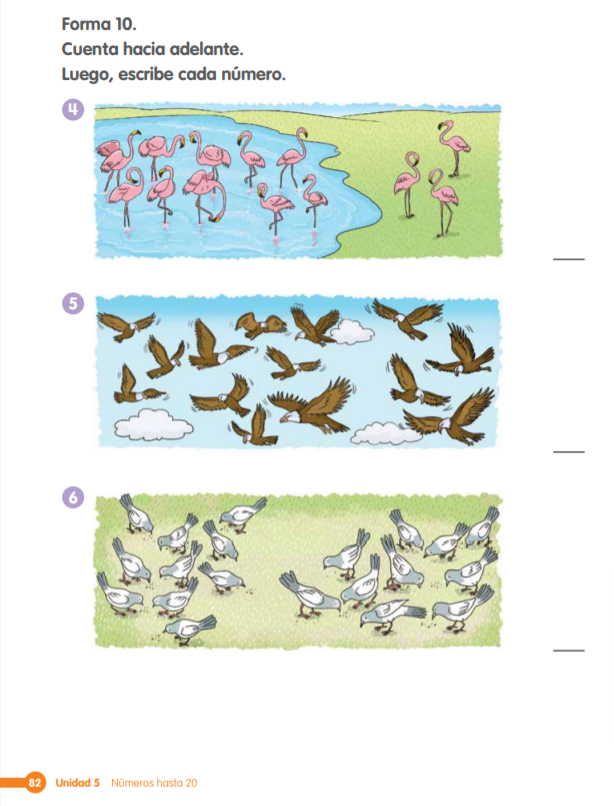 Forma 10.
Cuenta hacia adelante.
Luego, escribe cada número.
4
5
6
82 Unidad 5 Números hasta 20